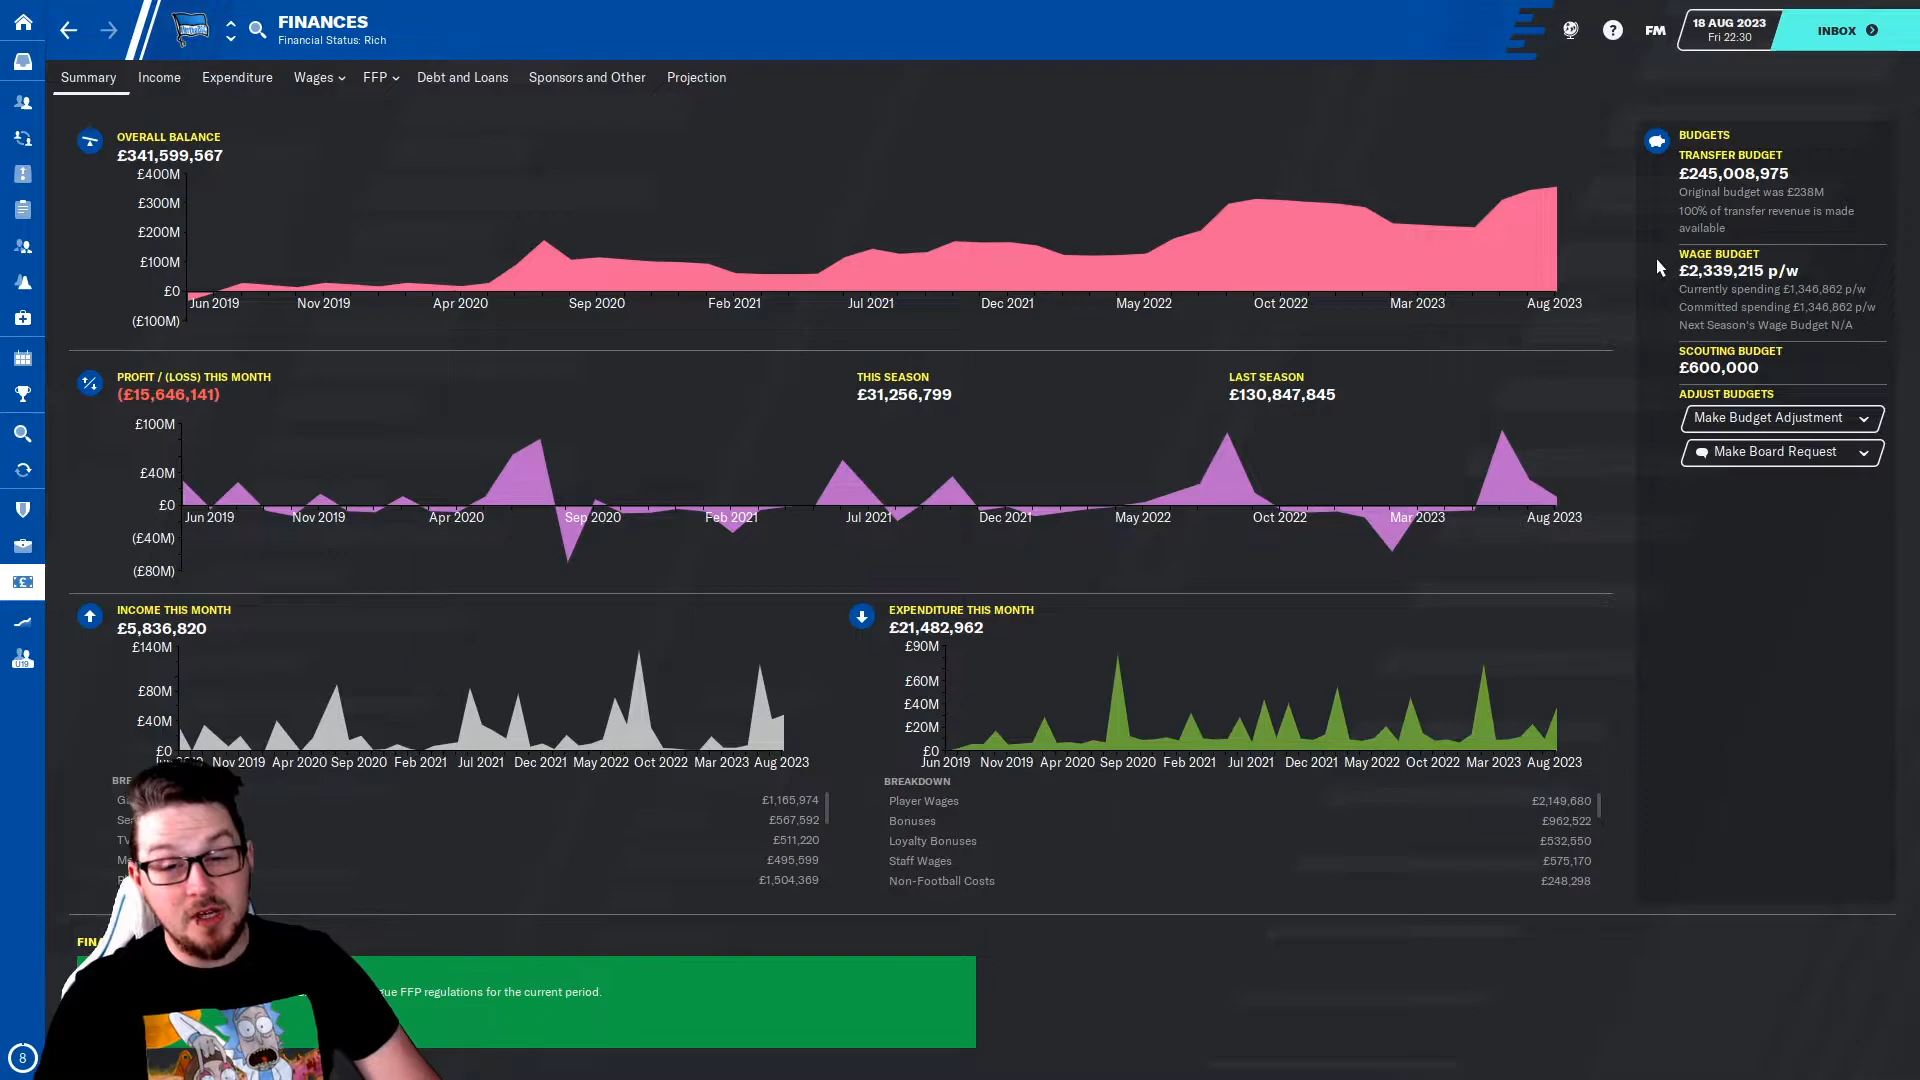 FINANCES
Financial Status: Rich
?
FM
18 AUG 2023
Fri 22:30
INBOX
Summary
Income
Expenditure
Wages
FFP
Debt and Loans
Sponsors and Other
Projection
OVERALL BALANCE
£341,599,567
£400M
£300M
£200M
£100M
£0
(£100M)
Jun 2019
Nov 2019
Apr 2020
Sep 2020
Feb 2021
Jul 2021
Dec 2021
May 2022
Oct 2022
Mar 2023
Aug 2023
PROFIT / (LOSS) THIS MONTH
(£15,646,141)
THIS SEASON
£31,256,799
LAST SEASON
£130,847,845
£100M
£40M
£0
(£40M)
(£80M)
Jun 2019
Nov 2019
Apr 2020
Sep 2020
Feb 2021
Jul 2021
Dec 2021
May 2022
Oct 2022
Mar 2023
Aug 2023
INCOME THIS MONTH
£5,836,820
£140M
£80M
£40M
£0
Nov 2019
Apr 2020
Sep 2020
Feb 2021
Jul 2021
Dec 2021
May 2022
Oct 2022
Mar 2023
Aug 2023
£1,165,974
£567,592
£511,220
£495,599
£1,504,369
EXPENDITURE THIS MONTH
£21,482,962
£90M
£60M
£40M
£20M
£0
Jun 2019
Nov 2019
Apr 2020
Sep 2020
Feb 2021
Jul 2021
Dec 2021
May 2022
Oct 2022
Mar 2023
Aug 2023
BREAKDOWN
Player Wages £2,149,680
Bonuses £962,522
Loyalty Bonuses £532,550
Staff Wages £575,170
Non-Football Costs £248,298
FFP regulations for the current period.
BUDGETS
TRANSFER BUDGET
£245,008,975
Original budget was £238M
100% of transfer revenue is made
available
WAGE BUDGET
£2,339,215 p/w
Currently spending £1,346,862 p/w
Committed spending £1,346,862 p/w
Next Season's Wage Budget N/A
SCOUTING BUDGET
£600,000
ADJUST BUDGETS
Make Budget Adjustment
Make Board Request
U19
8